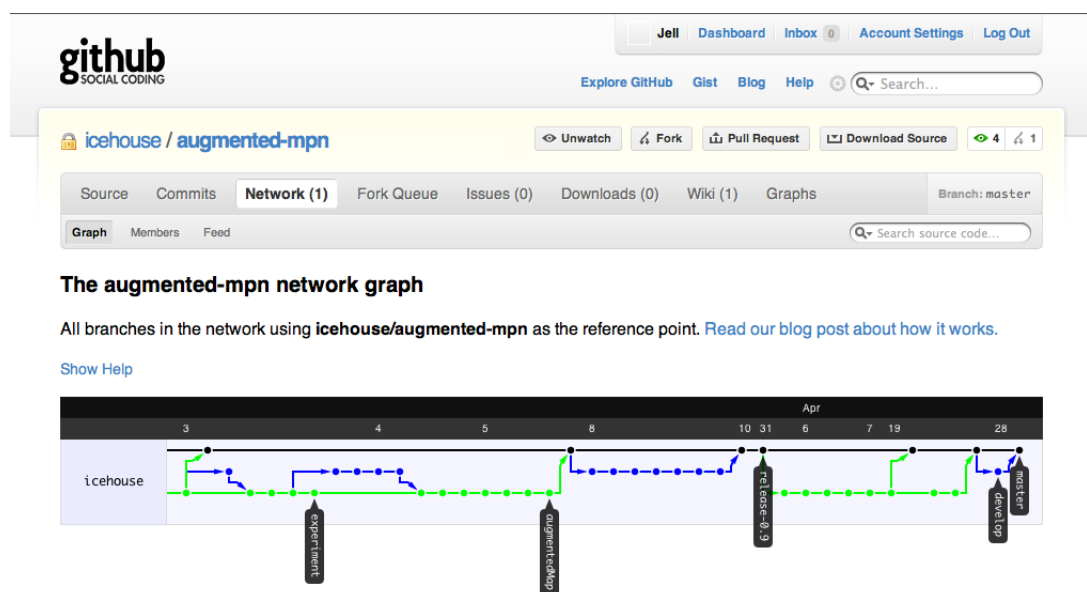 Jell Dashboard Inbox 0 Account Settings Log Out
github
SOCIAL CODING
Explore GitHub Gist Blog Help Search...
icehouse / augmented-mpn Unwatch Fork Pull Request Download Source 4 1
Source Commits Network (1) Fork Queue Issues (0) Downloads (0) Wiki (1) Graphs Branch: master
Graph Members Feed Search source code...
The augmented-mpn network graph
All branches in the network using icehouse/augmented-mpn as the reference point. Read our blog post about how it works.
Show Help
Apr
3 4 5 8 10 31 6 7 19 28
icehouse
experiment
augmentedMap
release-0.9
develop
master